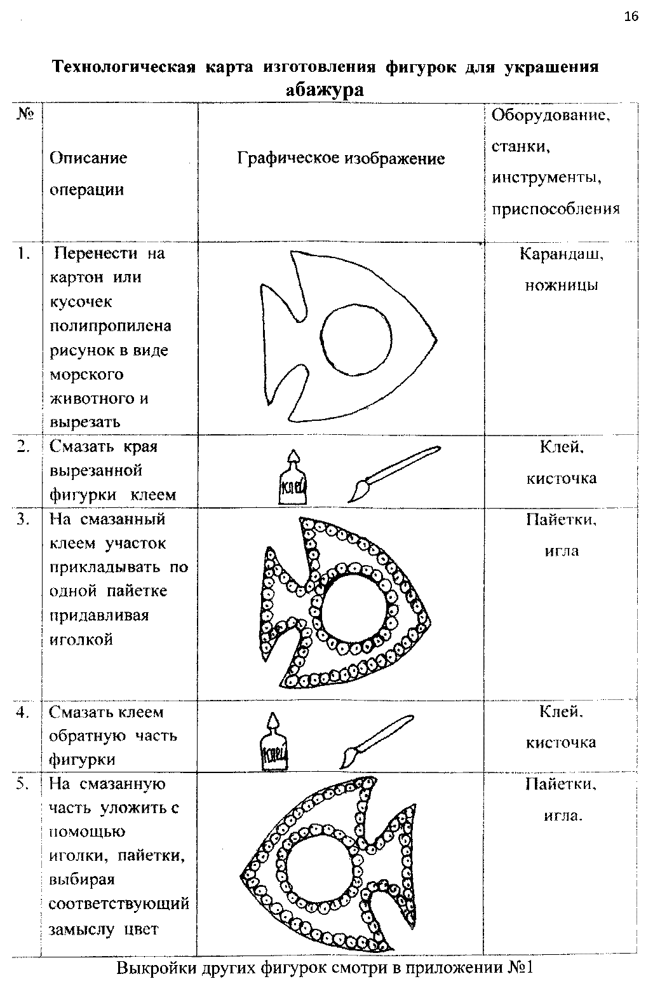 16
Технологическая карта изготовления фигурок для украшения
абажура
№
Описание
операции
Графическое изображение
Оборудование,
станки,
инструменты,
приспособления
1.
Перенести на
картон или
кусочек
полипропилена
рисунок в виде
морского
животного и
вырезать
Карандаш,
ножницы
2.
Смазать края
вырезанной
фигурки клеем
клей
Клей,
кисточка
3.
На смазанный
клеем участок
прикладывать по
одной пайетке
придавливая
иголкой
Пайетки,
игла
4.
Смазать клеем
обратную часть
фигурки
клей
Клей,
кисточка
5.
На смазанную
часть уложить с
помощью
иголки, пайетки,
выбирая
соответствующий
замыслу цвет
Пайетки,
игла.
Выкройки других фигурок смотри в приложении №1